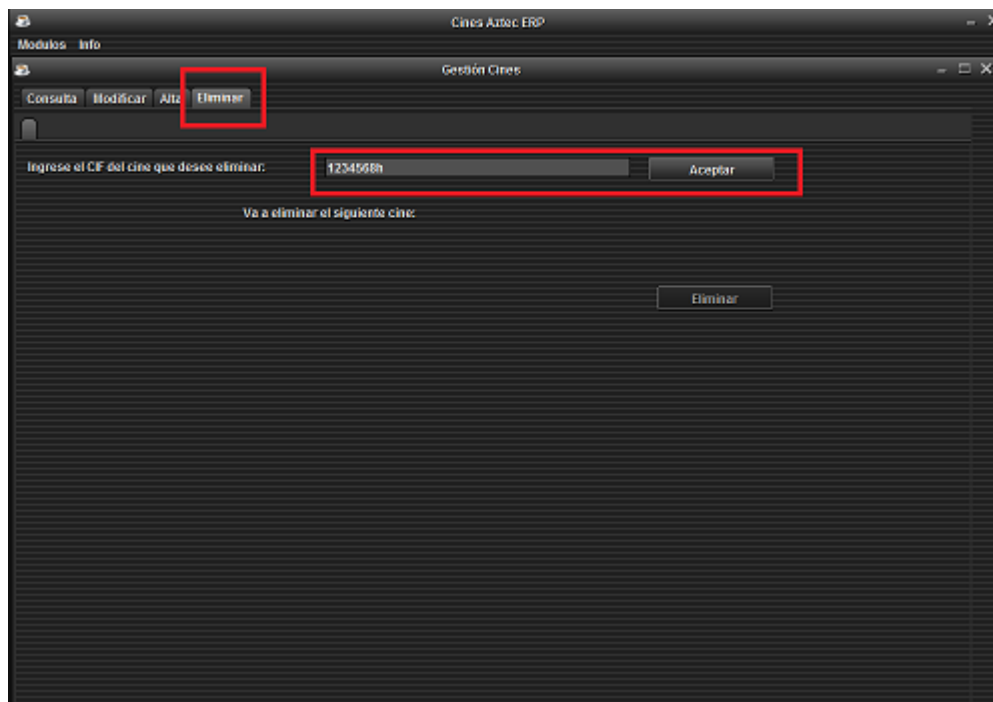 Cines Aztec ERP
Modulos Info
Gestión Cines
Consulta Modificar Alta Eliminar
Ingrese el CIF del cine que desee eliminar: 1234568h Aceptar
Va a eliminar el siguiente cine:
Eliminar